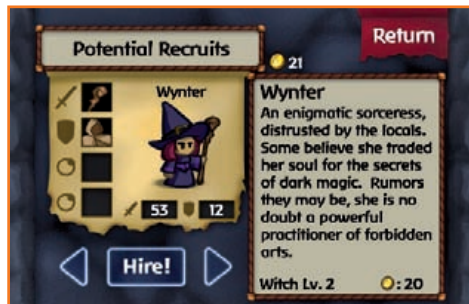 Potential Recruits
Return
21
Wynter
53
12
Hire!
Wynter
An enigmatic sorceress,
distrusted by the locals.
Some believe she traded
her soul for the secrets
of dark magic. Rumors
they may be, she is no
doubt a powerful
practitioner of forbidden
arts.
Witch Lv. 2
: 20